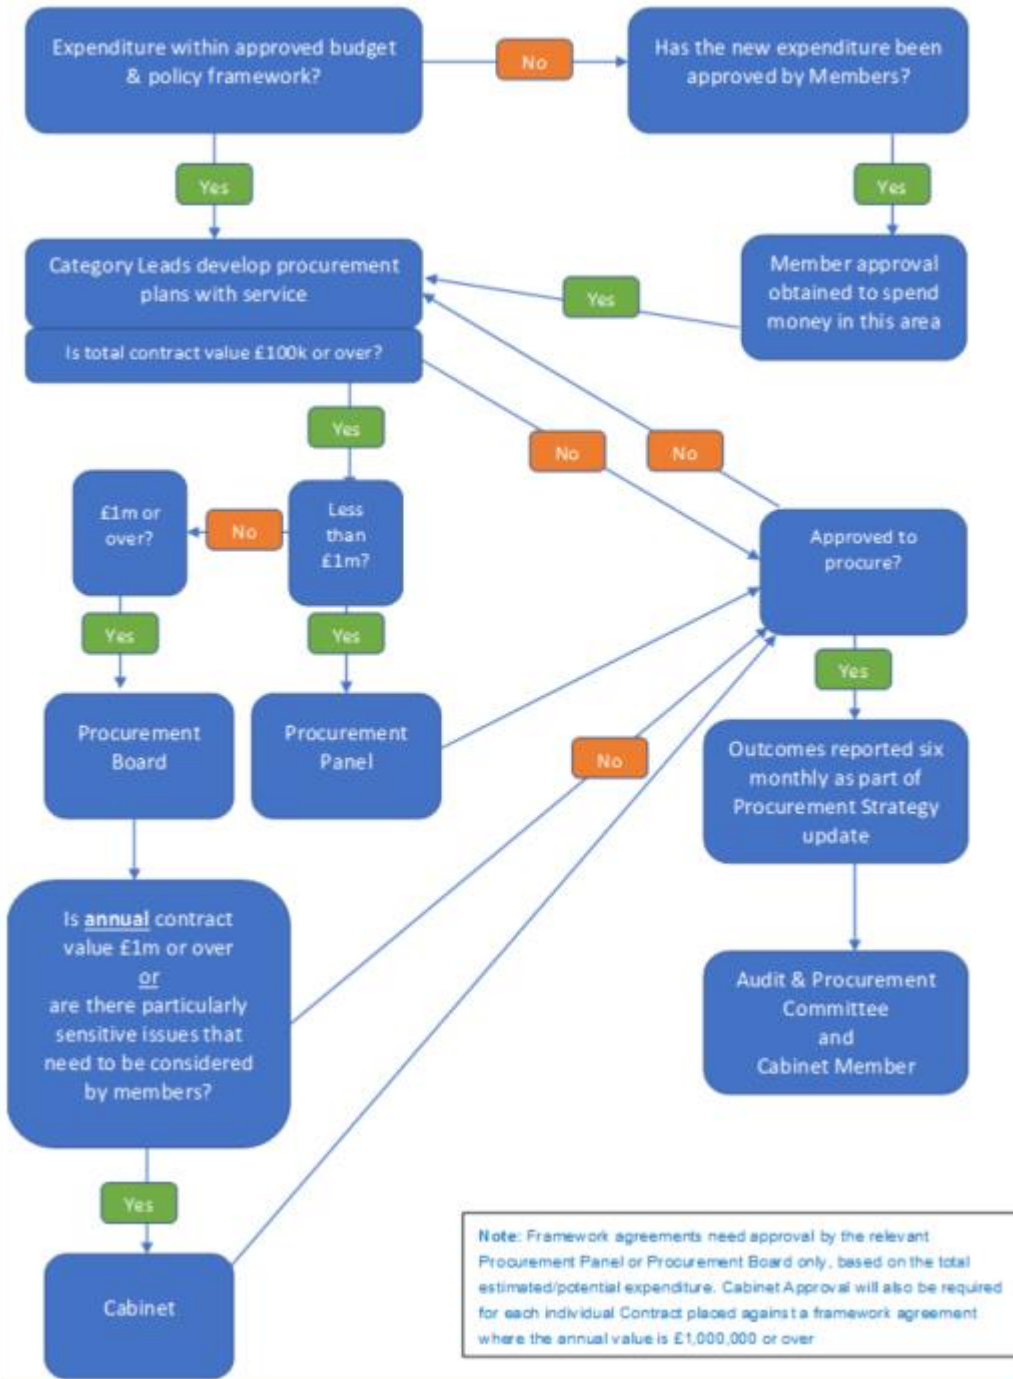 Expenditure within approved budget
& policy framework?
No
Has the new expenditure been
approved by Members?
Yes
Yes
Category Leads develop procurement
plans with service
Yes
Member approval
obtained to spend
money in this area
Is total contract value £100k or over?
Yes
No
No
£1m or
over?
No
Less
than
£1m?
Approved to
procure?
Yes
Yes
Yes
Procurement
Board
Procurement
Panel
No
Outcomes reported six
monthly as part of
Procurement Strategy
update
Is annual contract
value £1m or over
or
are there particularly
sensitive issues that
need to be considered
by members?
Audit & Procurement
Committee
and
Cabinet Member
Yes
Cabinet
Note: Framework agreements need approval by the relevant
Procurement Panel or Procurement Board only, based on the total
estimated/potential expenditure. Cabinet Approval will also be required
for each individual Contract placed against a framework agreement
where the annual value is £1,000,000 or over